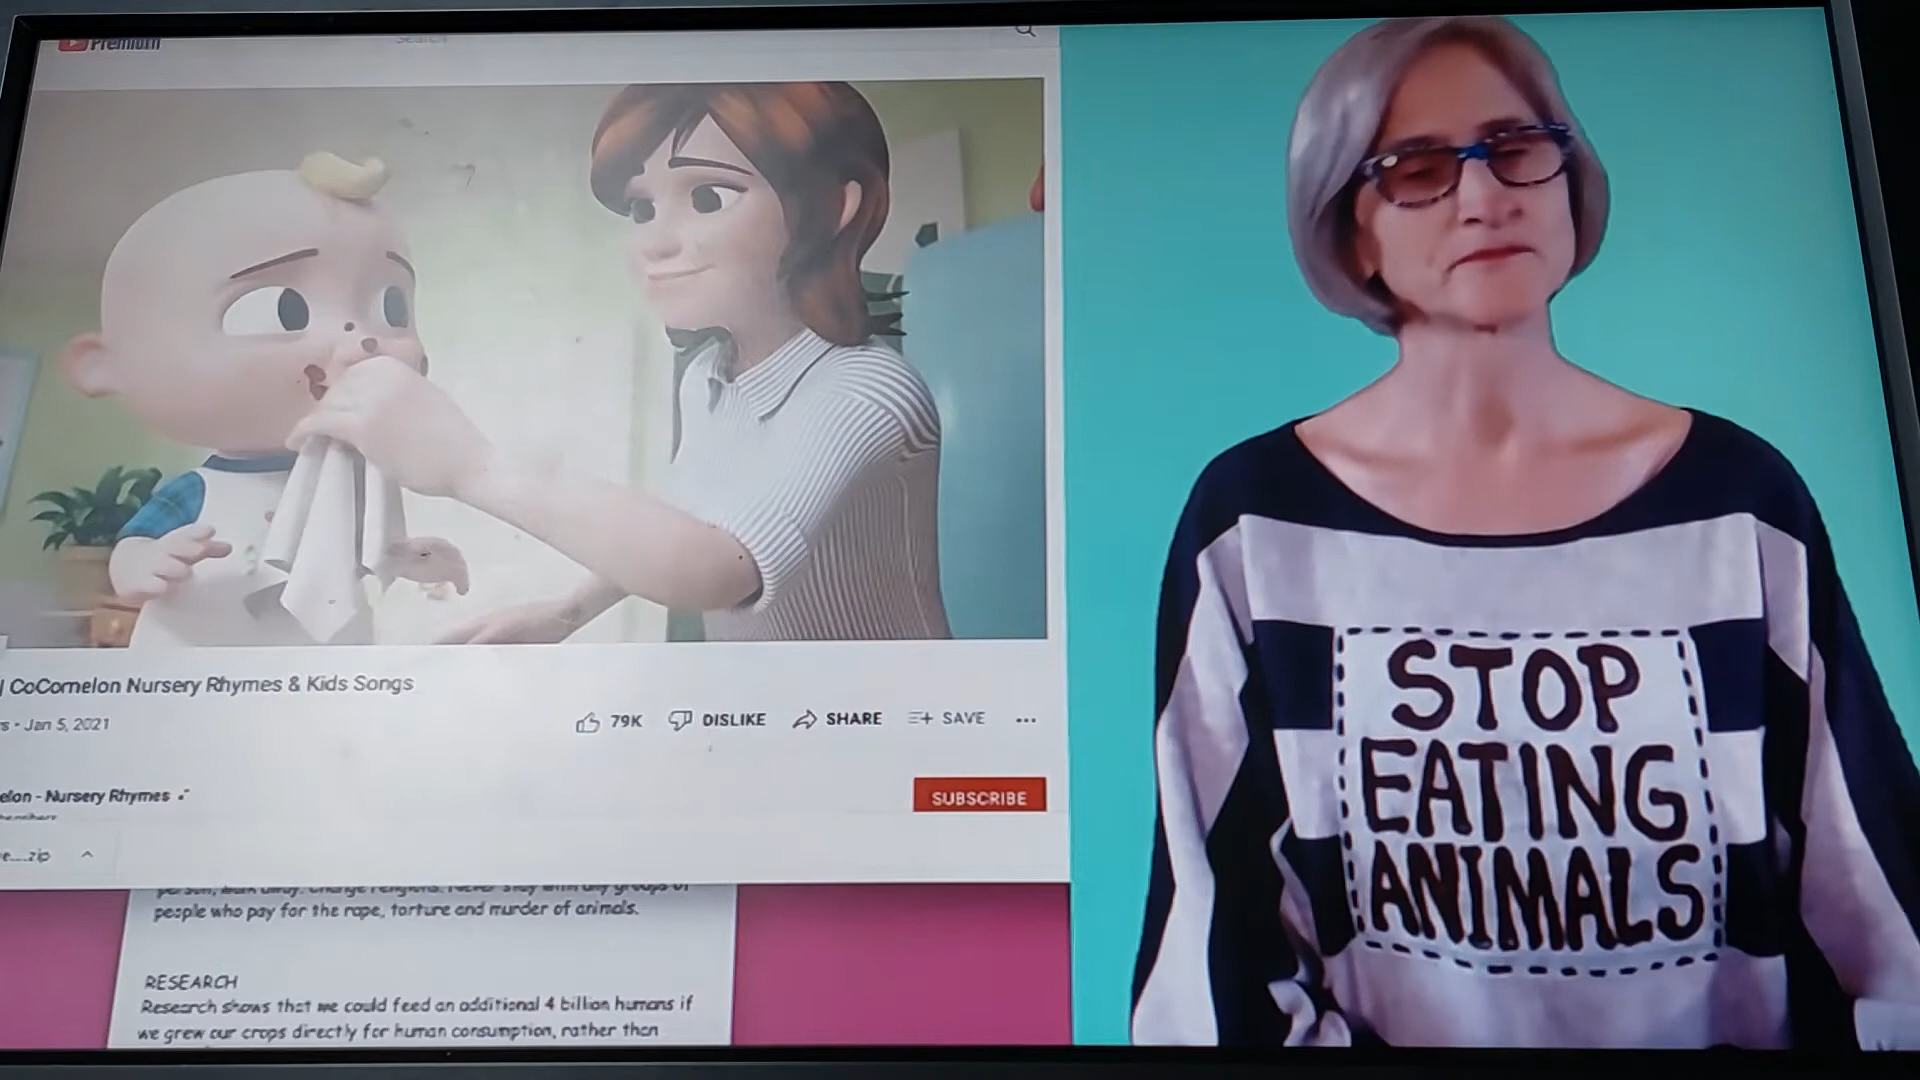 Premium
Search
| CoComelon Nursery Rhymes & Kids Songs
s • Jan 5, 2021
79K
DISLIKE
SHARE
SAVE
elon - Nursery Rhymes
SUBSCRIBE
e....zip
people who pay for the rape, torture and murder of animals.
RESEARCH
Research shows that we could feed an additional 4 billion humans if
we grew our crops directly for human consumption, rather than
STOP
EATING
ANIMALS